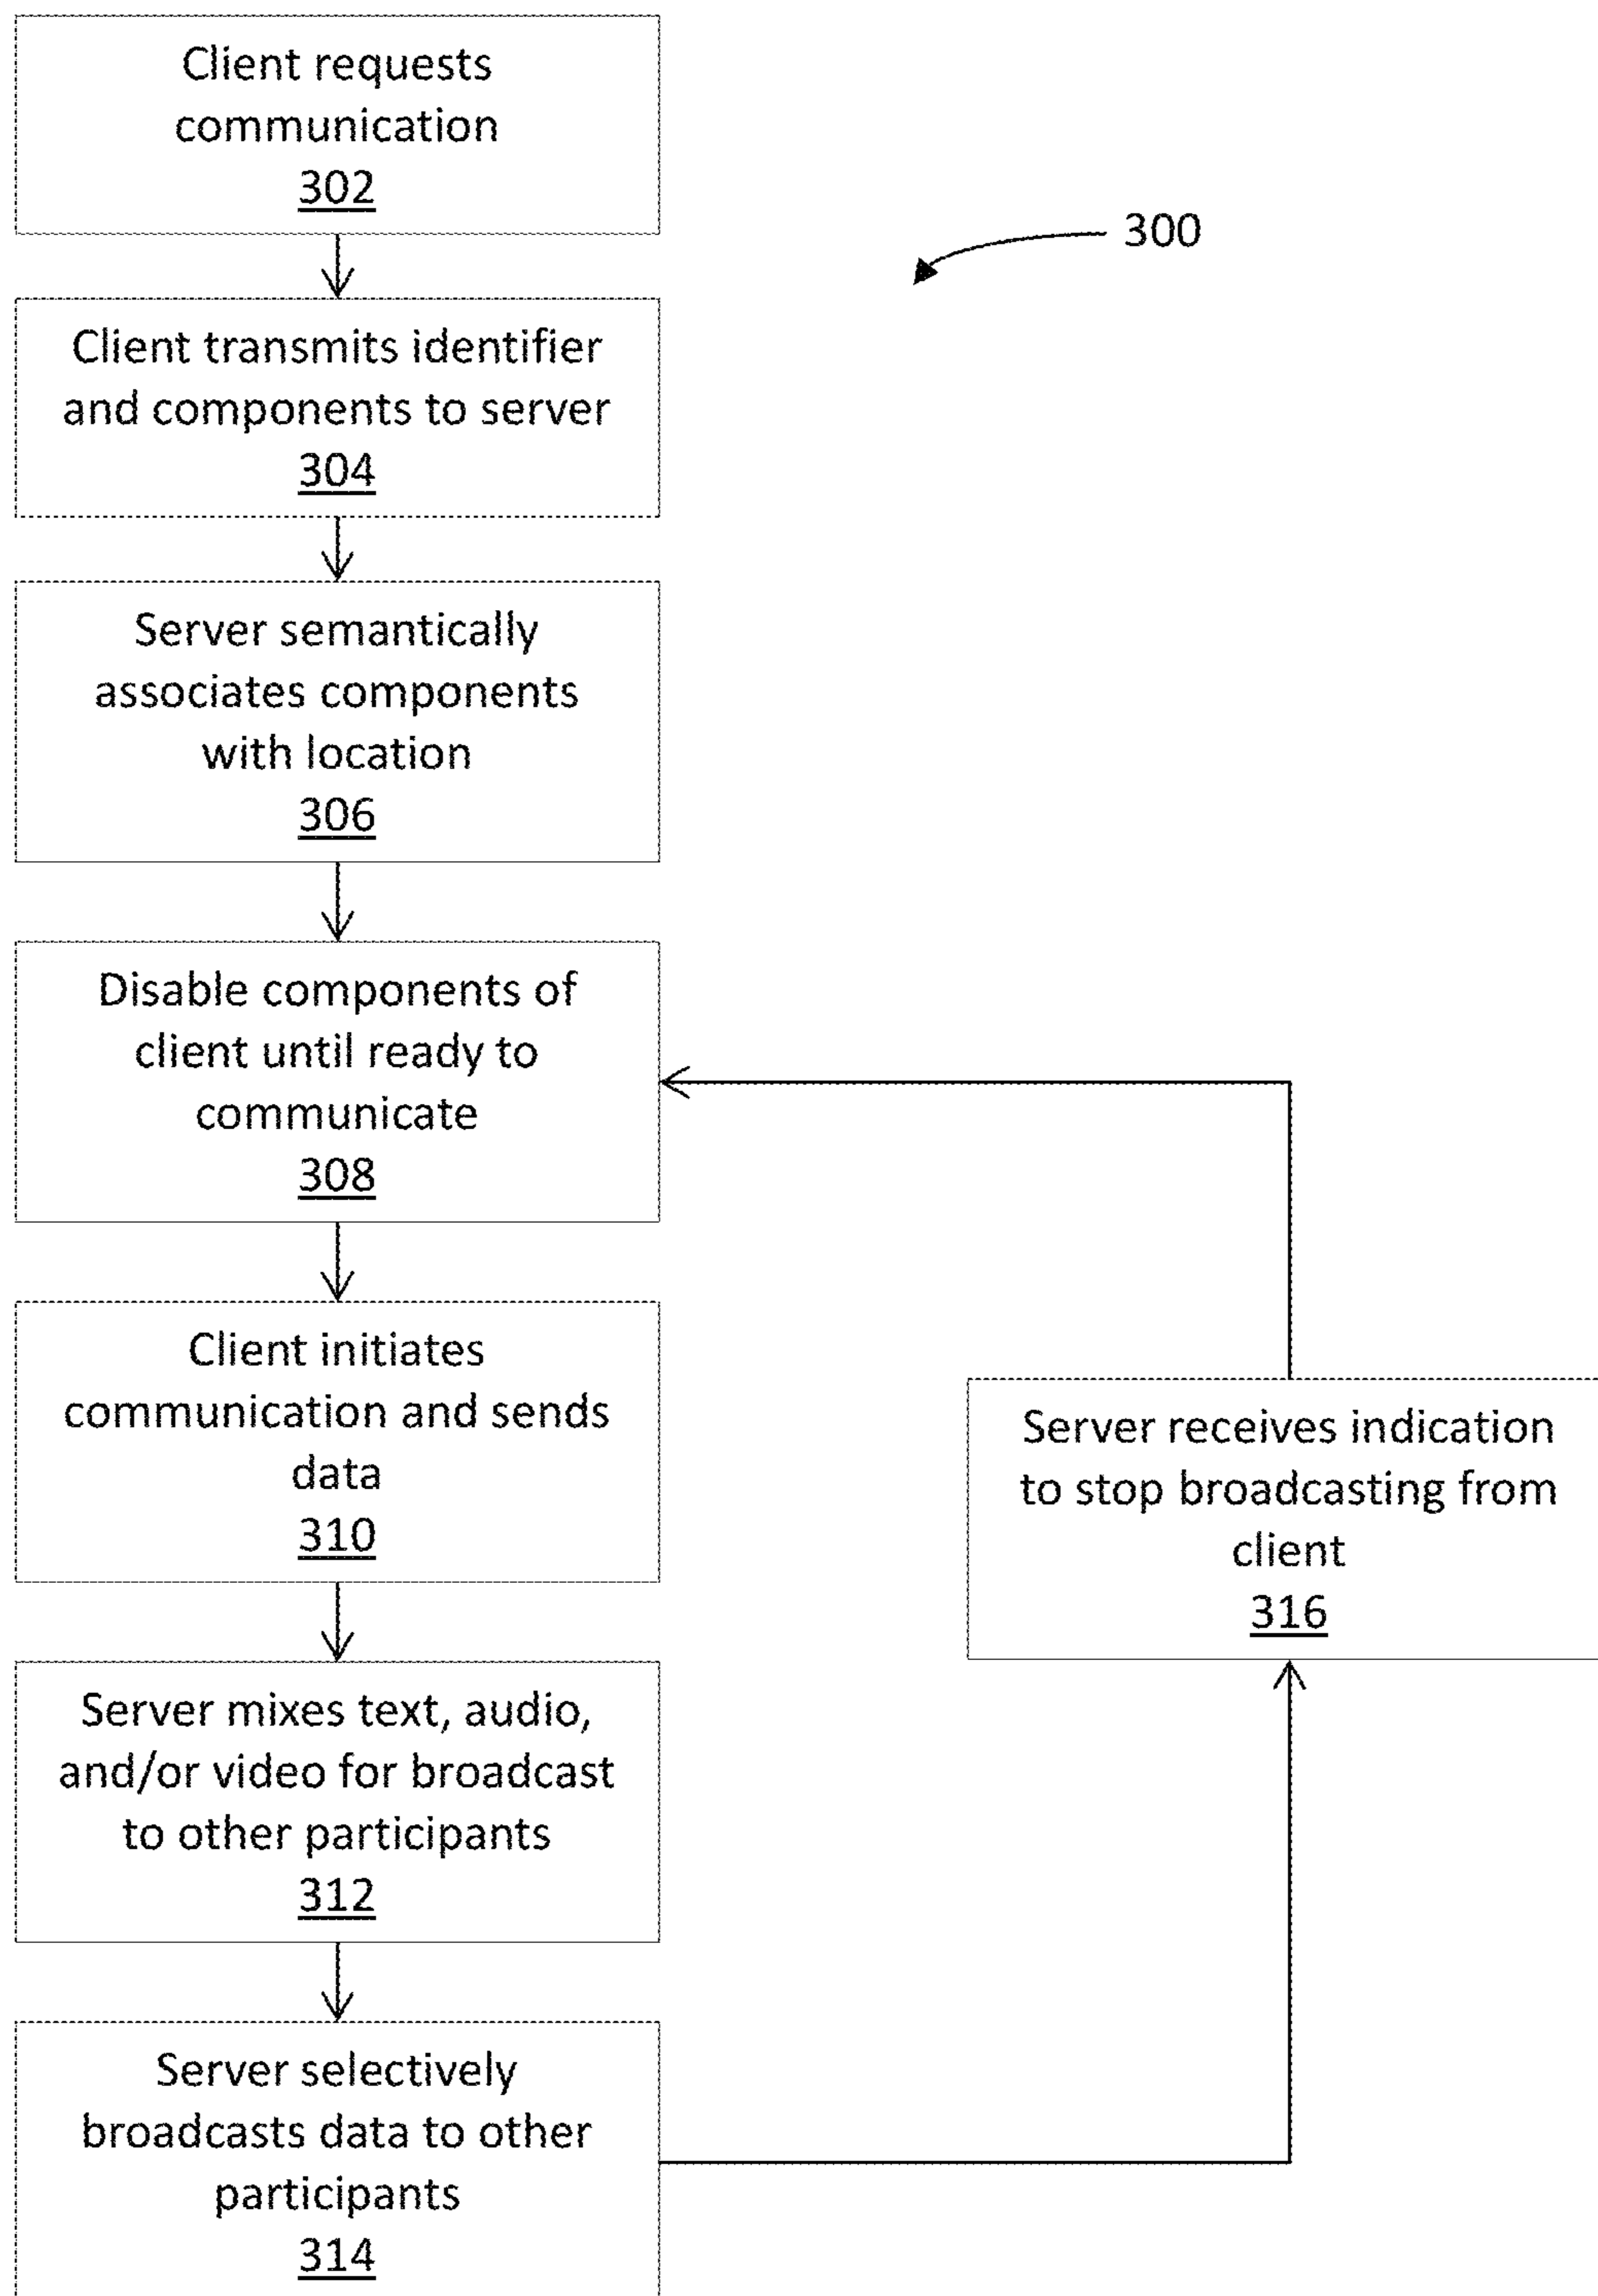 Client requests
communication
302
300
Client transmits identifier
and components to server
304
Server semantically
associates components
with location
306
Disable components of
client until ready to
communicate
308
Client initiates
communication and sends
data
310
Server receives indication
to stop broadcasting from
client
316
Server mixes text, audio,
and/or video for broadcast
to other participants
312
Server selectively
broadcasts data to other
participants
314